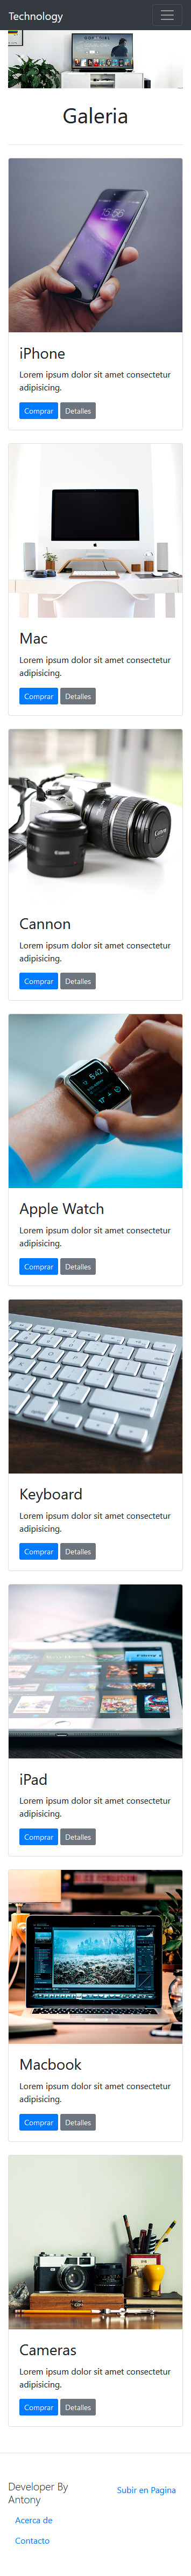 Technology
Galeria
iPhone
Lorem ipsum dolor sit amet consectetur
adipisicing.
Comprar Detalles
Mac
Lorem ipsum dolor sit amet consectetur
adipisicing.
Comprar Detalles
Canon
Cannon
Lorem ipsum dolor sit amet consectetur
adipisicing.
Comprar Detalles
5:42
Apple Watch
Lorem ipsum dolor sit amet consectetur
adipisicing.
Comprar Detalles
Keyboard
Lorem ipsum dolor sit amet consectetur
adipisicing.
Comprar Detalles
iPad
Lorem ipsum dolor sit amet consectetur
adipisicing.
Comprar Detalles
Macbook
Lorem ipsum dolor sit amet consectetur
adipisicing.
Comprar Detalles
Cameras
Lorem ipsum dolor sit amet consectetur
adipisicing.
Comprar Detalles
Developer By
Antony
Acerca de
Contacto
Subir en Pagina